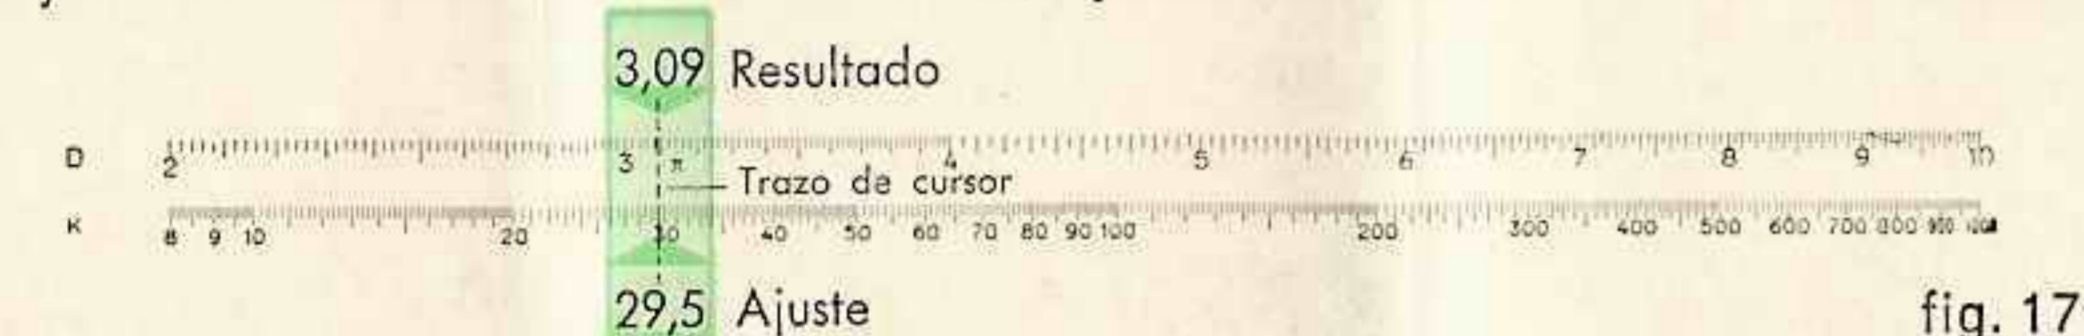 3,09 Resultado
D 2 3 π 4 5 6 7 8 9 10
Trazo de cursor
K 8 9 10 20 30 40 50 60 70 80 90 100 200 300 400 500 600 700 800 900
29,5 Ajuste
fig. 17